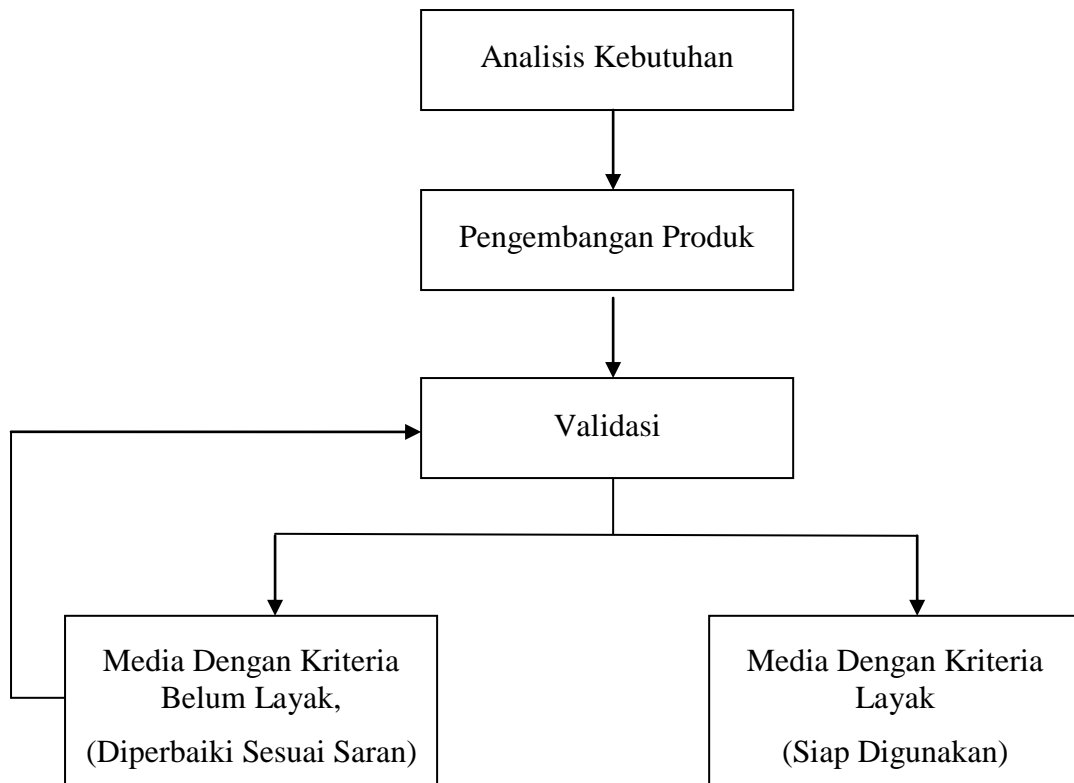 Analisis Kebutuhan
Pengembangan Produk
Validasi
Media Dengan Kriteria
Belum Layak,
(Diperbaiki Sesuai Saran)
Media Dengan Kriteria
Layak
(Siap Digunakan)